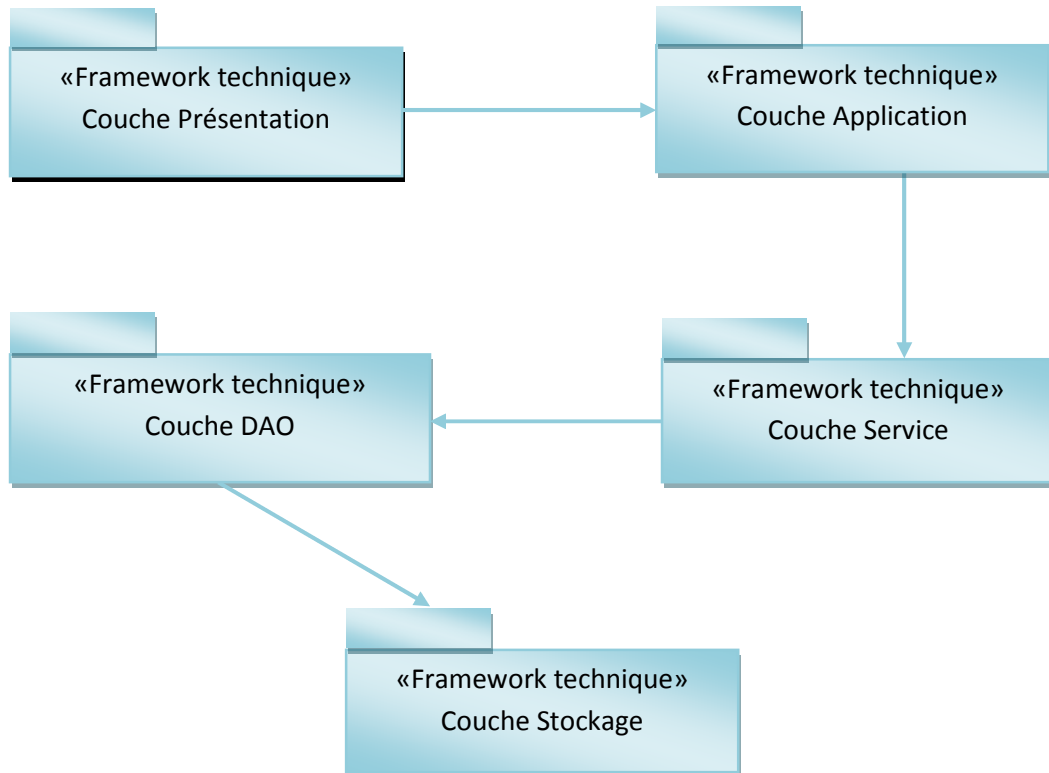 «Framework technique»
Couche Présentation
«Framework technique»
Couche Application
«Framework technique»
Couche DAO
«Framework technique»
Couche Service
«Framework technique»
Couche Stockage